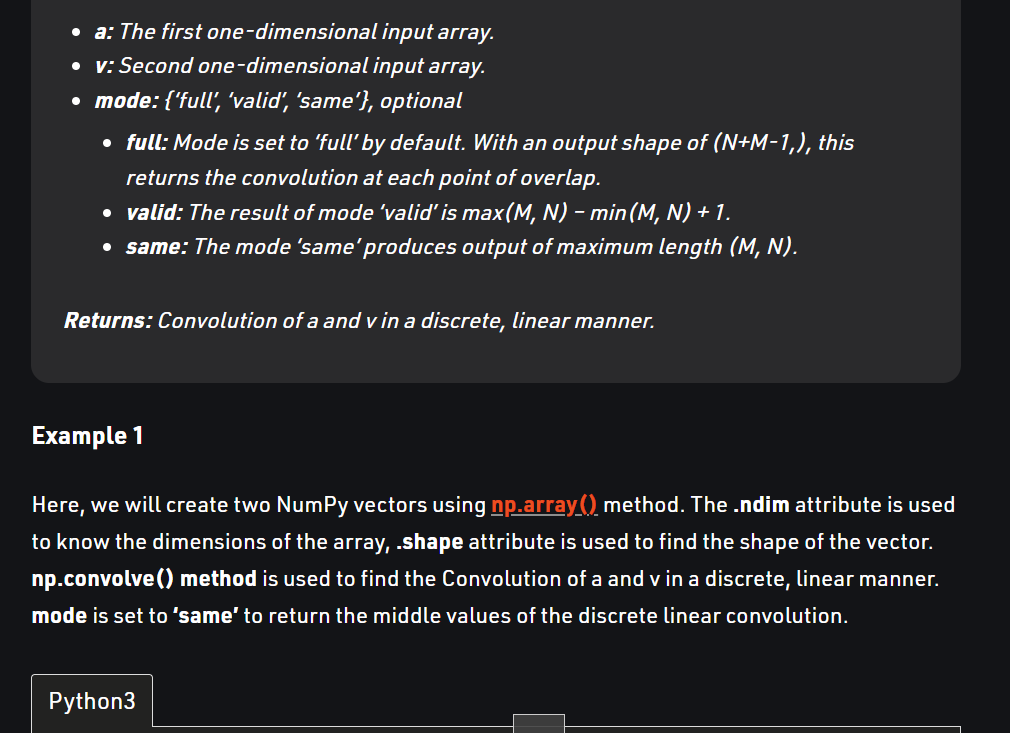 a: The first one-dimensional input array.
v: Second one-dimensional input array.
mode: {‘full’, ‘valid’, ‘same’}, optional
full: Mode is set to ‘full’ by default. With an output shape of (N+M-1,), this
returns the convolution at each point of overlap.
valid: The result of mode ‘valid’ is max(M, N) – min(M, N) + 1.
same: The mode ‘same’ produces output of maximum length (M, N).
Returns: Convolution of a and v in a discrete, linear manner.
Example 1
Here, we will create two NumPy vectors using np.array() method. The .ndim attribute is used
to know the dimensions of the array, .shape attribute is used to find the shape of the vector.
np.convolve() method is used to find the Convolution of a and v in a discrete, linear manner.
mode is set to ‘same’ to return the middle values of the discrete linear convolution.
Python3